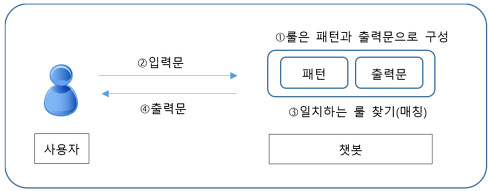 ①룰은 패턴과 출력문으로 구성
②입력문
패턴
출력문
④출력문
③일치하는 룰 찾기(매칭)
사용자
챗봇